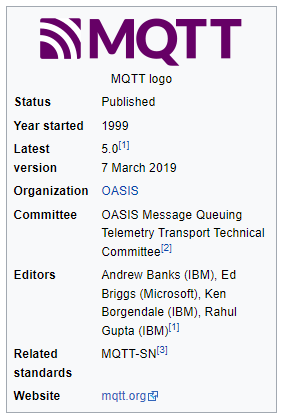 MQTT
MQTT logo
Status Published
Year started 1999
Latest version 5.0[1]
7 March 2019
Organization OASIS
Committee OASIS Message Queuing
Telemetry Transport Technical
Committee[2]
Editors Andrew Banks (IBM), Ed
Briggs (Microsoft), Ken
Borgendale (IBM), Rahul
Gupta (IBM)[1]
Related standards MQTT-SN[3]
Website mqtt.org